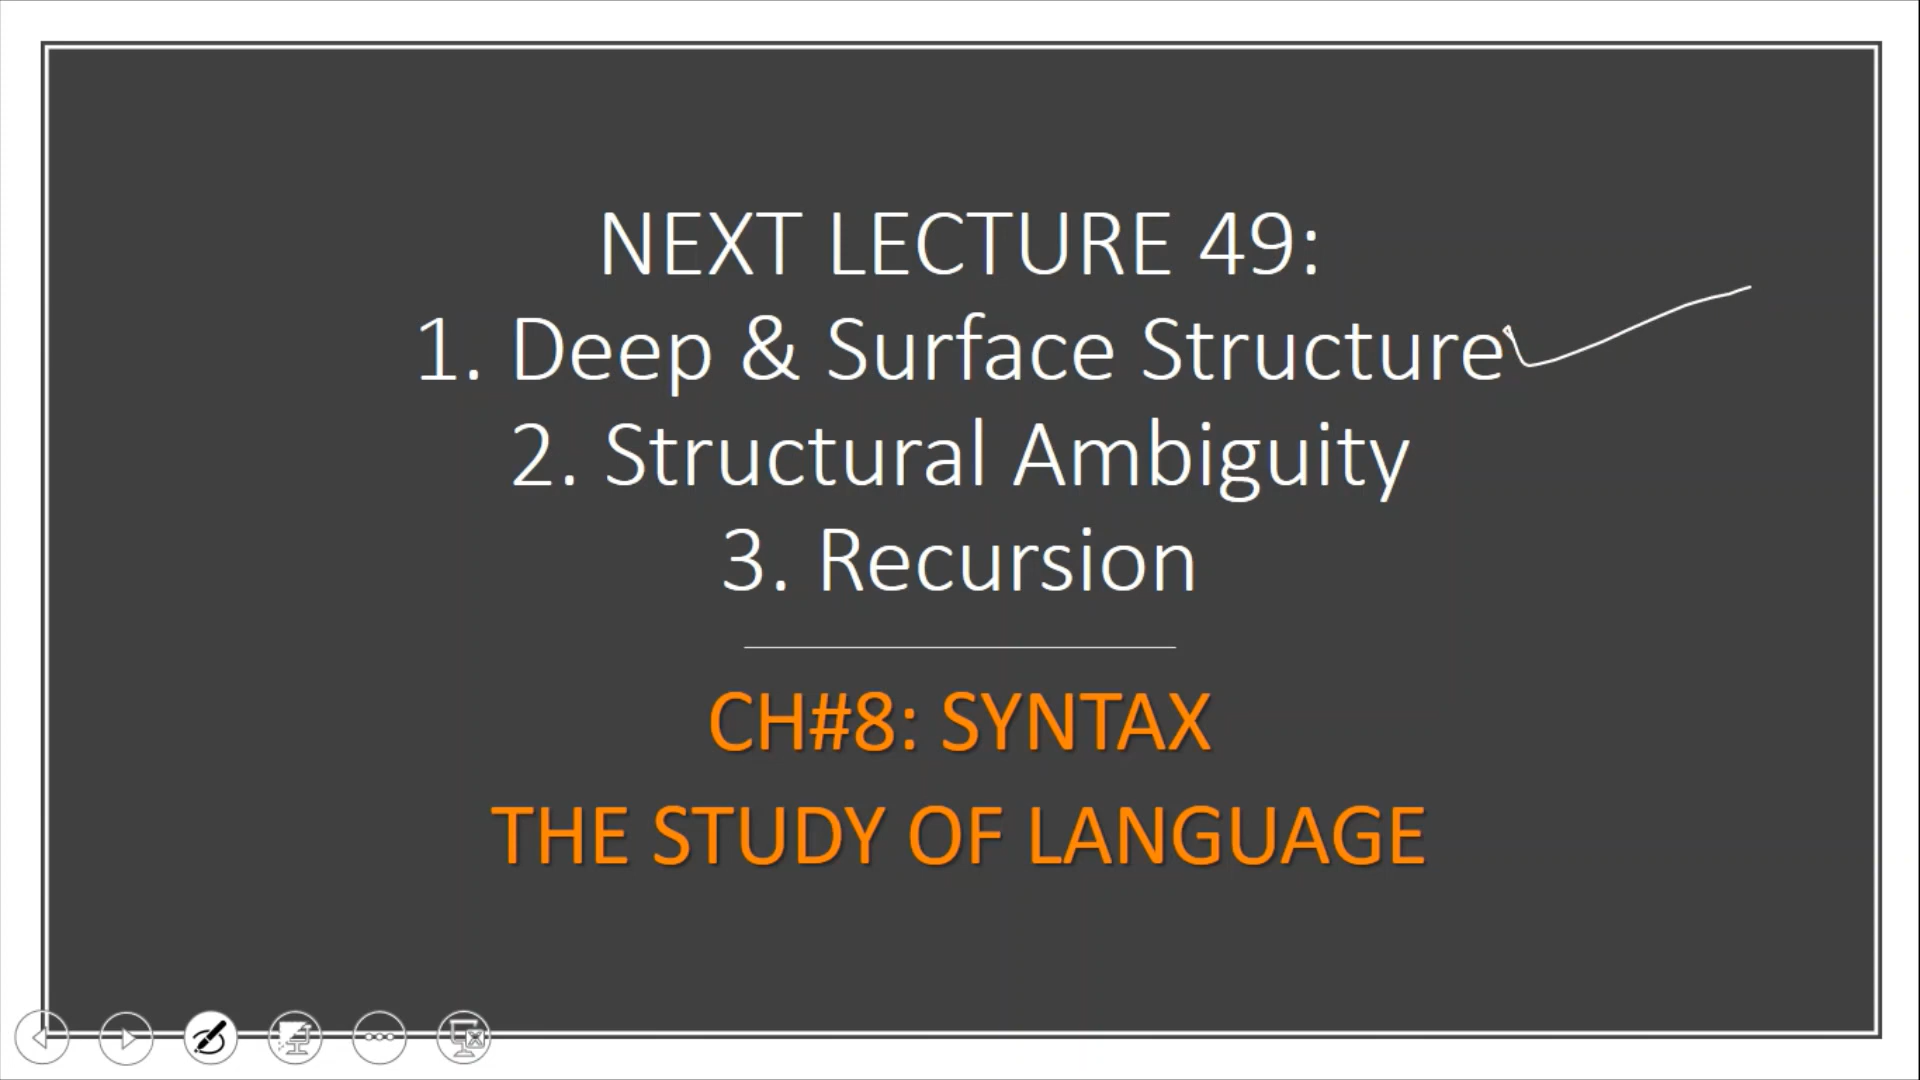 NEXT LECTURE 49:
1. Deep & Surface Structure
2. Structural Ambiguity
3. Recursion
CH#8: SYNTAX
THE STUDY OF LANGUAGE